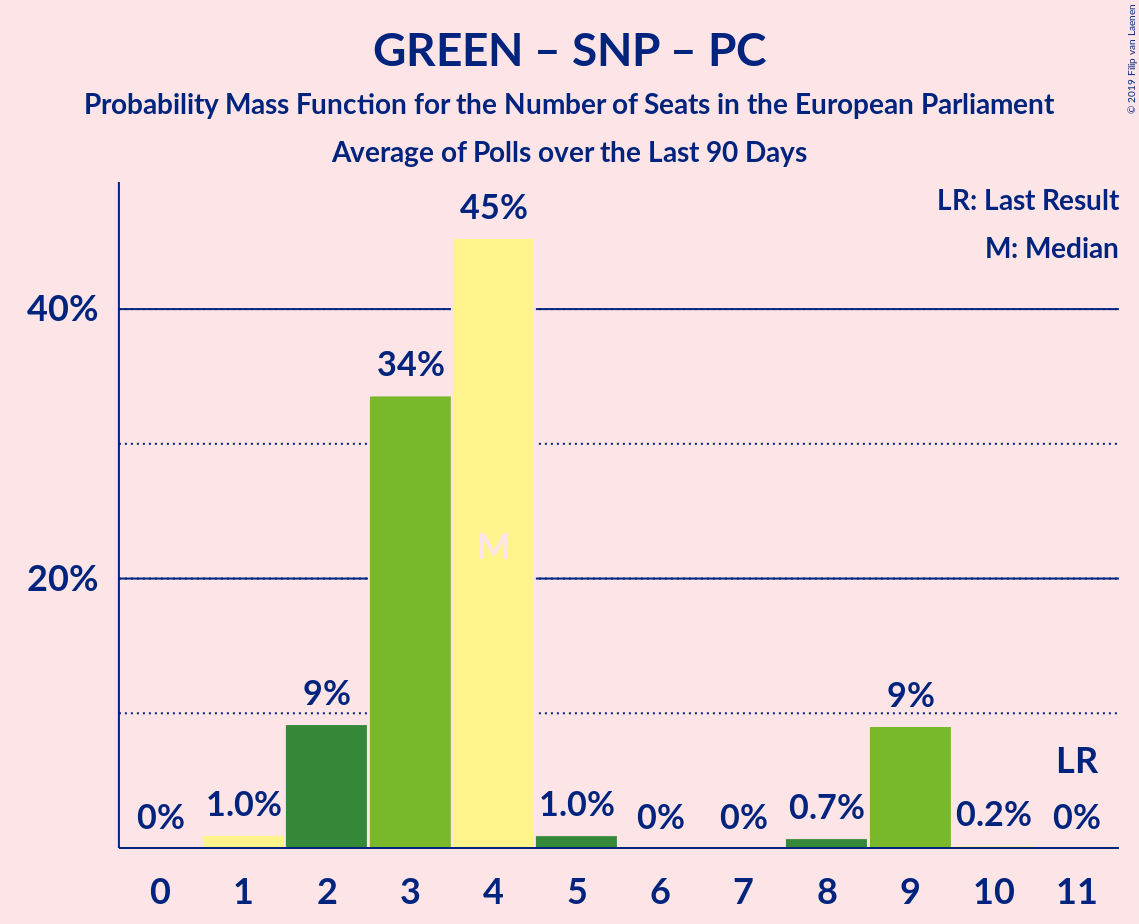 GREEN – SNP – PC
Probability Mass Function for the Number of Seats in the European Parliament
Average of Polls over the Last 90 Days
© 2019 Filip van Laenen
LR: Last Result
M: Median
45%
40%
34%
M
20%
9%
9%
LR
0%
1.0%
1.0%
0%
0%
0.7%
0.2%
0%
0 1 2 3 4 5 6 7 8 9 10 11